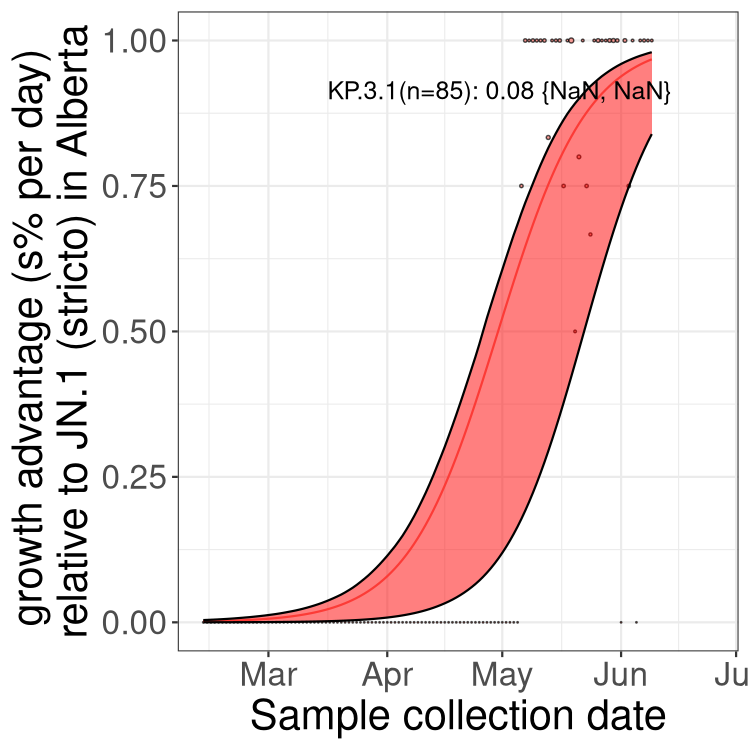 growth advantage (s% per day)
relative to JN.1 (stricto) in Alberta
1.00
0.75
0.50
0.25
0.00
KP.3.1(n=85): 0.08 {NaN, NaN}
Mar Apr May Jun Ju
Sample collection date